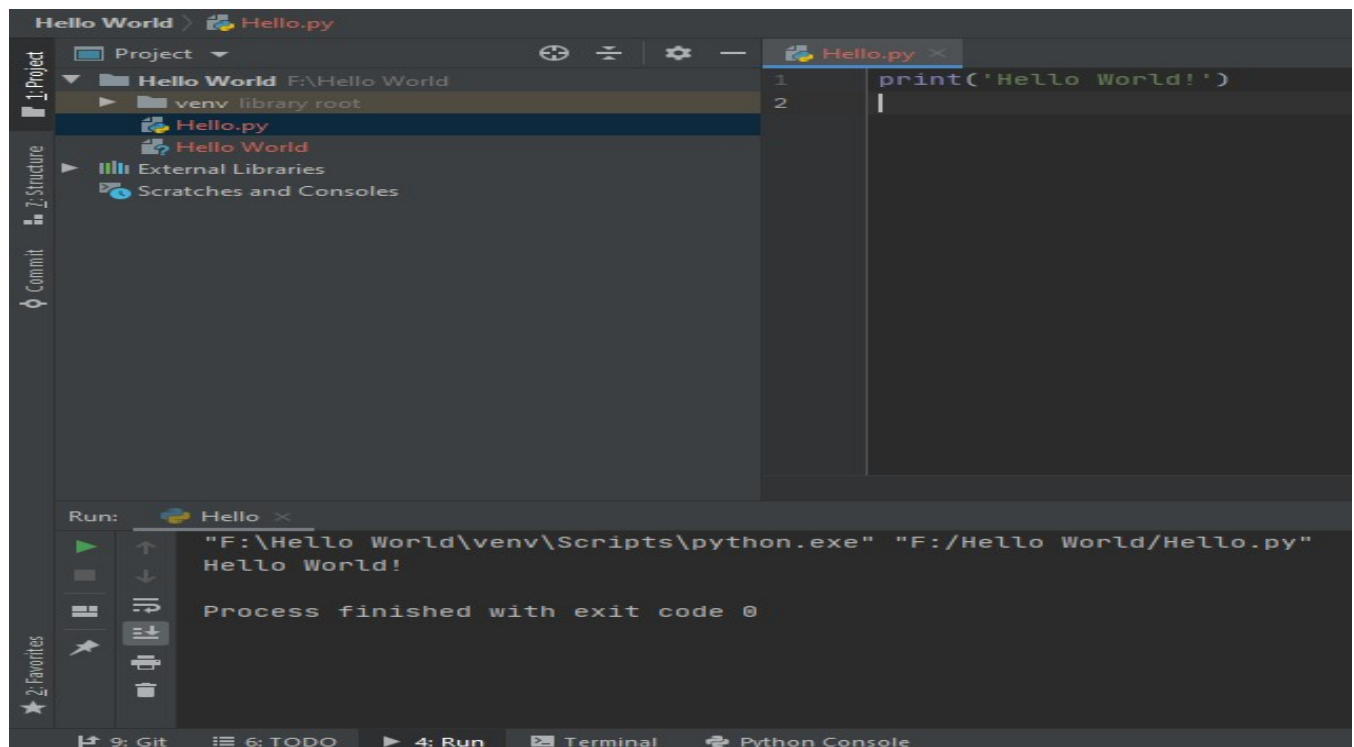 Hello World Hello.py
Project
Hello.py
1: Project
Hello World F:\Hello World
venv library root
Hello.py
Hello World
External Libraries
Scratches and Consoles
1 print('Hello World!')
2
Z: Structure
Commit
2: Favorites
Run: Hello
"F:\Hello World\venv\Scripts\python.exe" "F:/Hello World/Hello.py"
Hello World!
Process finished with exit code 0
9: Git 6: TODO 4: Run Terminal Python Console